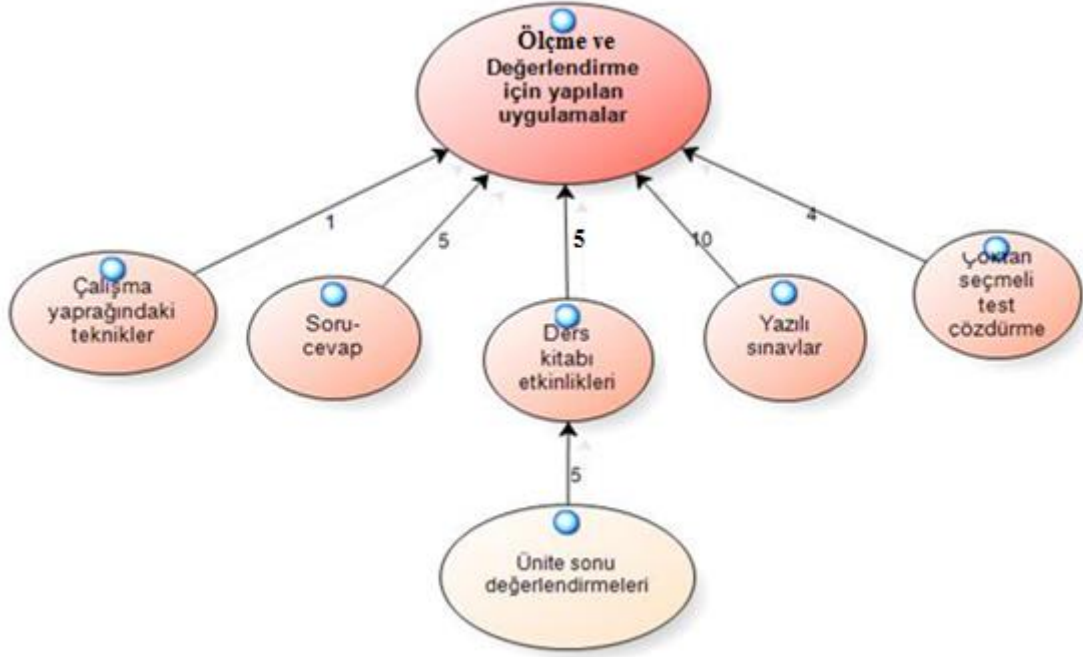 Ölçme ve
Değerlendirme
için yapılan
uygulamalar
1
5
5
10
4
Çalışma
yaprağındaki
teknikler
Soru-
cevap
Ders
kitabı
etkinlikleri
Yazılı
sınavlar
Çoktan
seçmeli
test
çözdürme
5
Ünite sonu
değerlendirmeleri